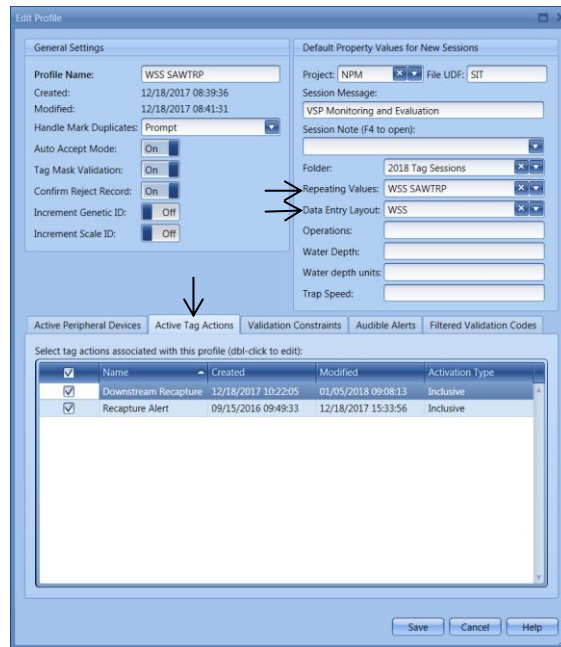 Edit Profile
General Settings
Profile Name: WSS SAWTRP
Created: 12/18/2017 08:39:36
Modified: 12/18/2017 08:41:31
Handle Mark Duplicates: Prompt
Auto Accept Mode: On
Tag Mask Validation: On
Confirm Reject Record: On
Increment Genetic ID: Off
Increment Scale ID: Off
Default Property Values for New Sessions
Project: NPM File UDF: SIT
Session Message:
VSP Monitoring and Evaluation
Session Note (F4 to open):
Folder: 2018 Tag Sessions
Repeating Values: WSS SAWTRP
Data Entry Layout: WSS
Operations:
Water Depth:
Water depth units:
Trap Speed:
Active Peripheral Devices Active Tag Actions Validation Constraints Audible Alerts Filtered Validation Codes
Select tag actions associated with this profile (dbl-click to edit):
Name Created Modified Activation Type
Downstream Recapture 12/18/2017 10:22:05 01/05/2018 09:08:13 Inclusive
Recapture Alert 09/15/2016 09:49:33 12/18/2017 15:33:56 Inclusive
Save Cancel Help